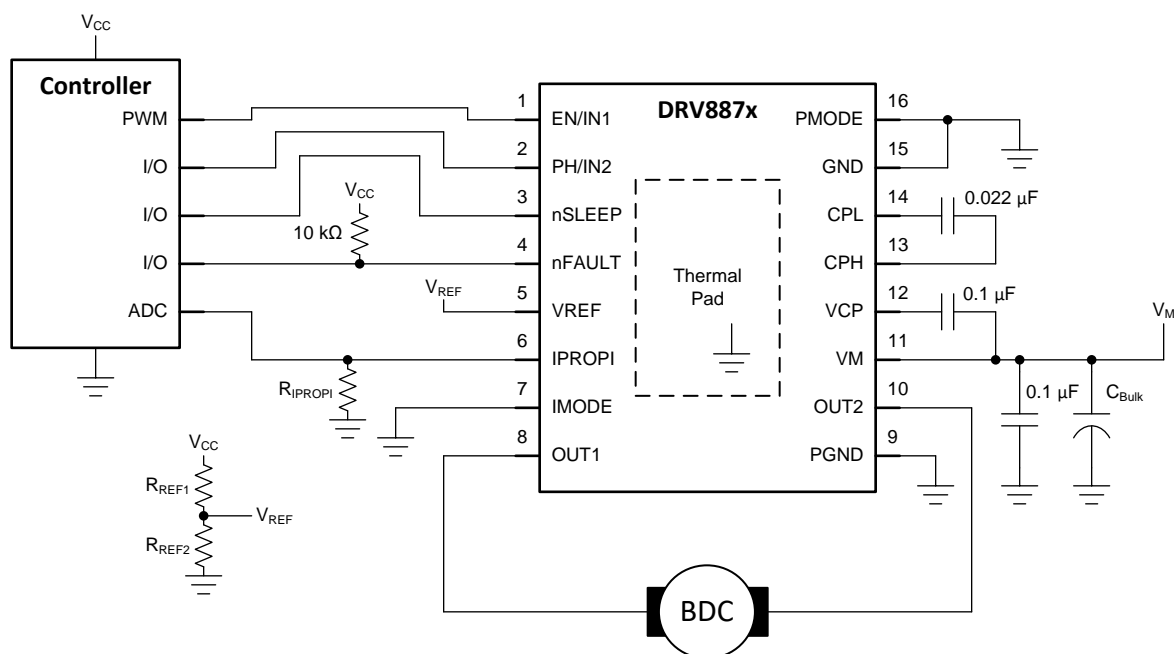 VCC
Controller
PWM
I/O
I/O
I/O
ADC
VCC
10 kΩ
VREF
RIPROPI
VCC
RREF1
VREF
RREF2
DRV887x
1
EN/IN1
2
PH/IN2
3
nSLEEP
4
nFAULT
5
VREF
6
IPROPI
7
IMODE
8
OUT1
Thermal
Pad
16
PMODE
15
GND
14
CPL
13
CPH
12
VCP
11
VM
10
OUT2
9
PGND
0.022 µF
0.1 µF
VM
0.1 µF
CBulk
BDC